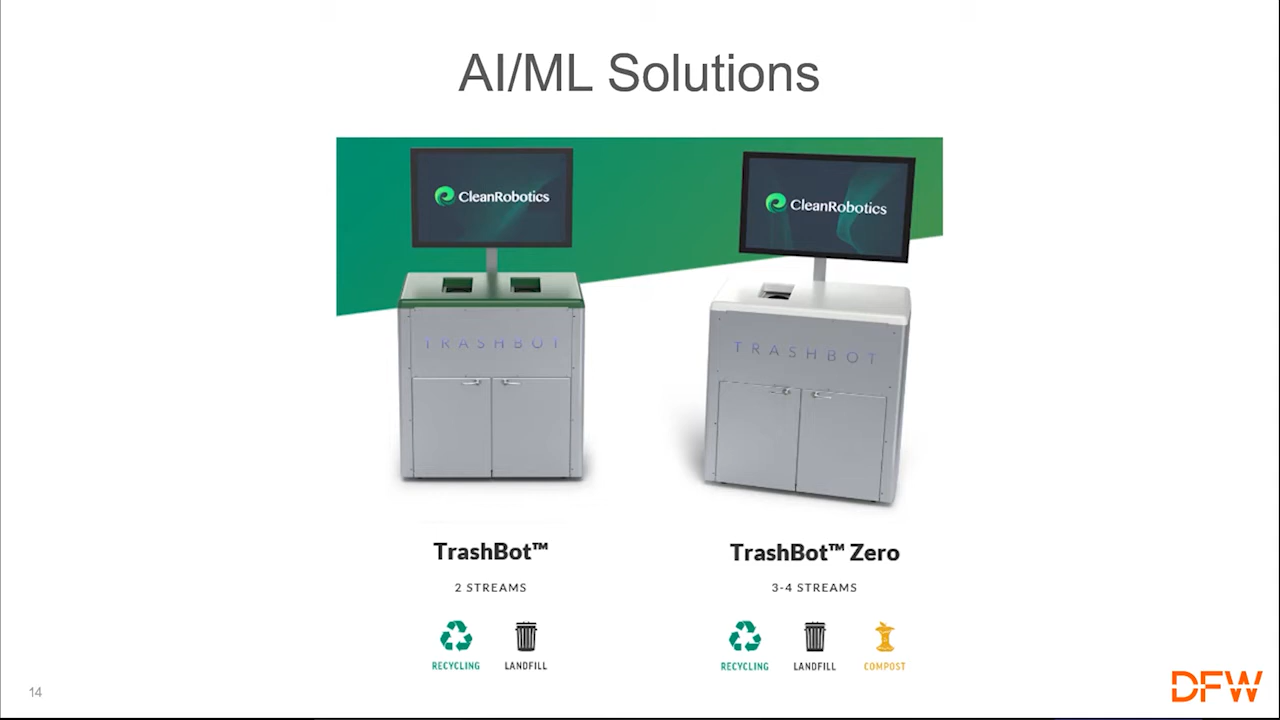 AI/ML Solutions
CleanRobotics
CleanRobotics
TRASHBOT
TRASHBOT
TrashBot™
2 STREAMS
RECYCLING
LANDFILL
TrashBot™ Zero
3-4 STREAMS
RECYCLING
LANDFILL
COMPOST
14
DFW